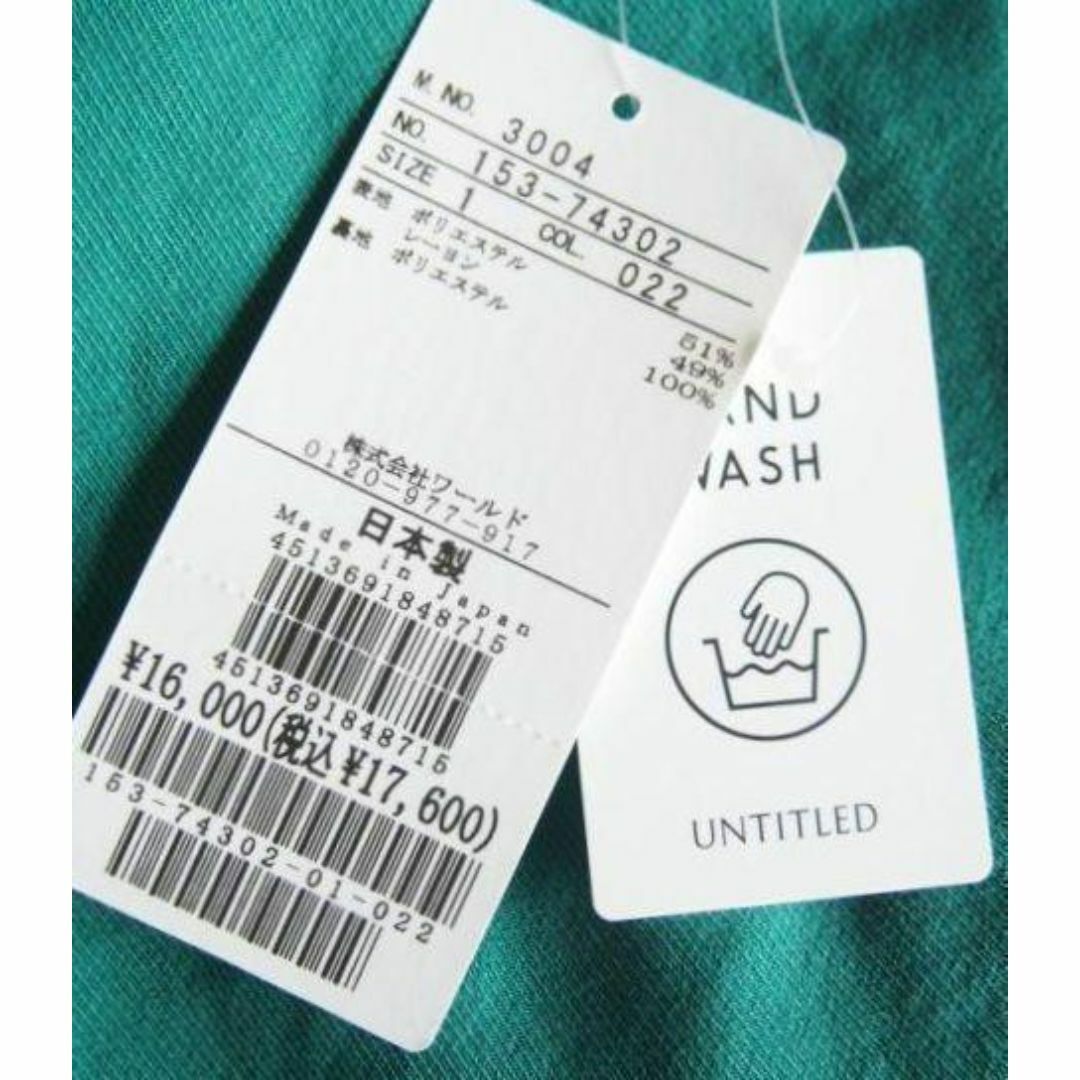 M. NO. 3004
NO. 153-74302
SIZE 1 COL. 022
表地 ポリエステル 51%
レーヨン 49%
裏地 ポリエステル 100%
株式会社ワールド
0120-977-917
日本製
Made in Japan
4513691848715
4513691848715
¥16,000(税込¥17,600)
153-74302-01-022
HAND
WASH
UNTITLED